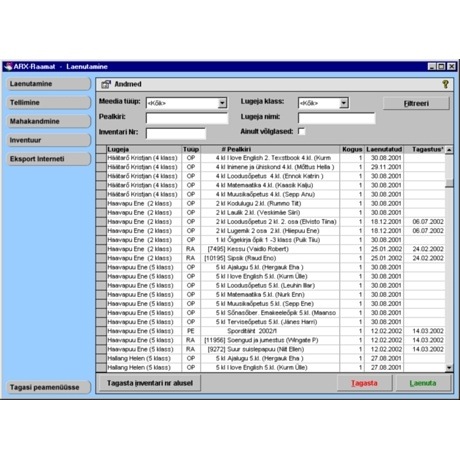 ARX-Raamat - Laenutamine
Laenutamine
Tellimine
Mahakandmine
Inventuur
Eksport Interneti
Tagasi peamenüüsse
Andmed
?
Meedia tüüp: <Kõik> Lugeja klass: <Kõik> Filtreeri
Pealkiri: Lugeja nimi:
Inventari Nr: Ainult võlglased:
Lugeja Tüüp # Pealkiri Kogus Laenutatud Tagastus*
Häätarõ Kristjan (4 klass) OP 4 kl I love English 2. Texstbook 4.kl. (Kurm 1 30.08.2001
Häätarõ Kristjan (4 klass) OP 4 kl Inimene ja ühiskond 4.kl. (Mõttus Hella ) 1 29.11.2001
Häätarõ Kristjan (4 klass) OP 4 kl Loodusõpetus 4.kl. (Ennok Katrin ) 1 30.08.2001
Häätarõ Kristjan (4 klass) OP 4 kl Matemaatika 4.kl. (Kaasik Kalju) 1 30.08.2001
Häätarõ Kristjan (4 klass) OP 4 kl Muusikaõpetus 4.kl. (Sepp Anu) 1 30.08.2001
Haavapu Ene (2 klass) OP 2 kl Kodulugu 2.kl. (Rummo Tiit) 1 30.08.2001
Haavapu Ene (2 klass) OP 2 kl Laulik 2.kl. (Veskimäe Siiri) 1 30.08.2001
Haavapuu Ene (2 klass) OP 2 kl Loodusõpetus 2 kl. 2. osa (Elvisto Tiina) 1 30.08.2001 06.07.2002
Haavapuu Ene (2 klass) OP 2 kl Lugemik 2 osa 2.kl. (Hiiepuu Ene) 1 30.08.2001 06.07.2002
Haavapuu Ene (2 klass) OP 1 kl Õigekirja õpik 1 -3 klass (Puik Tiiu) 1 30.08.2001
Haavapuu Ene (2 klass) RA [7495] Kessu (Vaidlo Robert) 1 25.01.2002 24.02.2002
Haavapuu Ene (2 klass) RA [10195] Sipsik (Raud Eno) 1 25.01.2002 24.02.2002
Haavapuu Ene (5 klass) OP 5 kl Ajalugu 5.kl. (Hergauk Eha ) 1 30.08.2001
Haavapuu Ene (5 klass) OP 5 kl I love English 5.kl. (Kurm Ülle) 1 30.08.2001
Haavapuu Ene (5 klass) OP 5 kl Loodusõpetus 5.kl. (Leuhin Illar) 1 30.08.2001
Haavapuu Ene (5 klass) OP 5 kl Matemaatika 5.kl. (Nurk Enn) 1 30.08.2001
Haavapuu Ene (5 klass) OP 5 kl Muusikaõpetus 5.kl. (Sepp Ene) 1 30.08.2001
Haavapuu Ene (5 klass) OP 5 kl Sõnasõber. Emakeeleõpik 5.kl. (Maanso 1 30.08.2001
Haavapuu Ene (5 klass) OP 5 kl Terviseõpetus 5.kl. (Jänes Harri) 1 30.08.2001
Haavapuu Ene (5 klass) PE Sporditäht 2002/1 1 12.02.2002 14.03.2002
Haavapuu Ene (5 klass) RA [11956] Soengud ja jumestus (Wingate P) 1 12.02.2002 14.03.2002
Haavapuu Ene (5 klass) RA [9272] Suur suislepapuu (Niit Ellen) 1 12.02.2002 14.03.2002
Hallang Helen (5 klass) OP 5 kl Ajalugu 5.kl. (Hergauk Eha ) 1 27.08.2001
Hallang Helen (5 klass) OP 5 kl I love English 5.kl. (Kurm Ülle) 1 27.08.2001
Tagasta inventari nr alusel Tagasta Laenuta